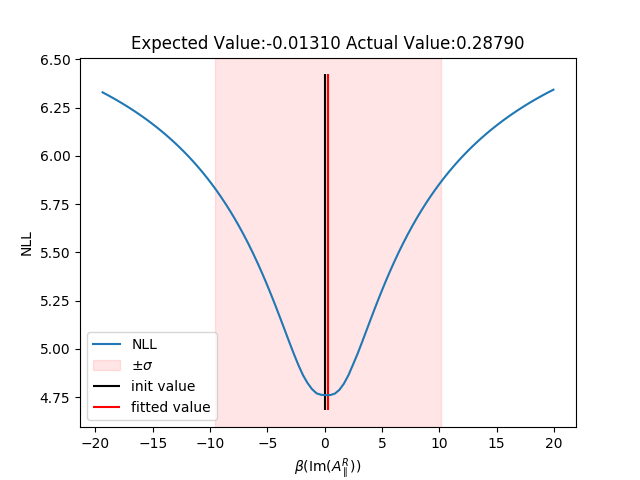 Expected Value:-0.01310 Actual Value:0.28790
6.50
6.25
6.00
5.75
5.50
5.25
5.00
4.75
NLL
NLL
±σ
init value
fitted value
−20 −15 −10 −5 0 5 10 15 20
β(Im(A_∥^R))